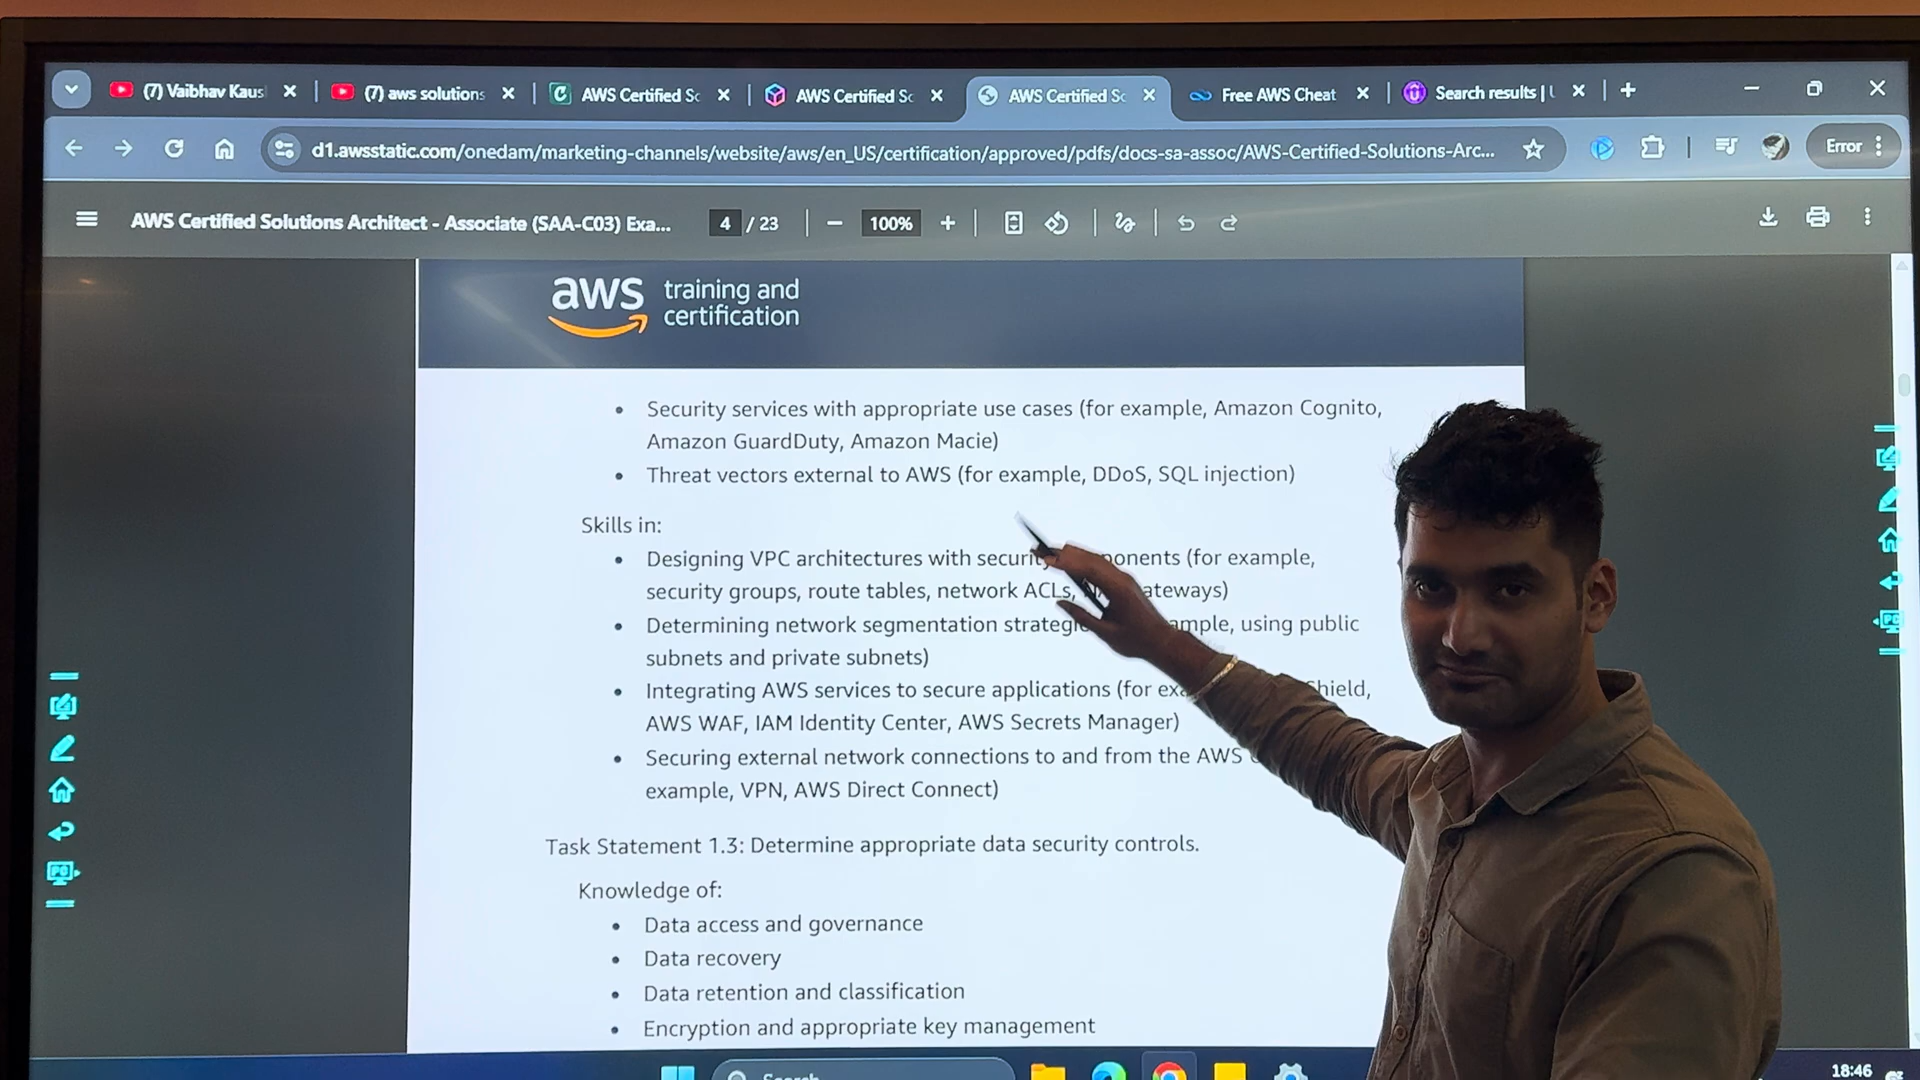 (7) Vaibhav Kaus
(7) aws solutions
AWS Certified Sc
AWS Certified Sc
AWS Certified Sc
Free AWS Cheat
Search results |
d1.awsstatic.com/onedam/marketing-channels/website/aws/en_US/certification/approved/pdfs/docs-sa-assoc/AWS-Certified-Solutions-Arc...
Error
AWS Certified Solutions Architect - Associate (SAA-C03) Exa...
4 / 23
100%
aws training and
certification
• Security services with appropriate use cases (for example, Amazon Cognito,
Amazon GuardDuty, Amazon Macie)
• Threat vectors external to AWS (for example, DDoS, SQL injection)
Skills in:
• Designing VPC architectures with security ponents (for example,
security groups, route tables, network ACLs, ateways)
• Determining network segmentation strategi ample, using public
subnets and private subnets)
• Integrating AWS services to secure applications (for exa Shield,
AWS WAF, IAM Identity Center, AWS Secrets Manager)
• Securing external network connections to and from the AWS
example, VPN, AWS Direct Connect)
Task Statement 1.3: Determine appropriate data security controls.
Knowledge of:
• Data access and governance
• Data recovery
• Data retention and classification
• Encryption and appropriate key management
PC
PC
Search
18:46